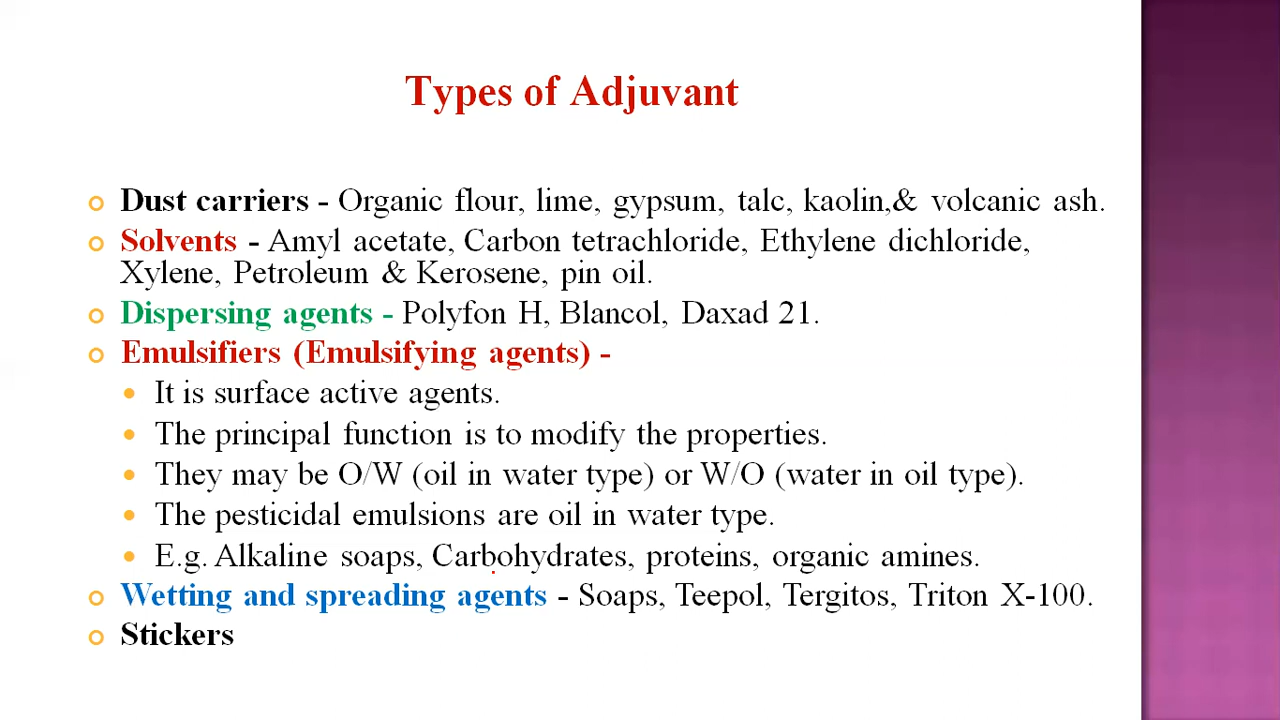 Types of Adjuvant
Dust carriers - Organic flour, lime, gypsum, talc, kaolin,& volcanic ash.
Solvents - Amyl acetate, Carbon tetrachloride, Ethylene dichloride,
Xylene, Petroleum & Kerosene, pin oil.
Dispersing agents - Polyfon H, Blancol, Daxad 21.
Emulsifiers (Emulsifying agents) -
It is surface active agents.
The principal function is to modify the properties.
They may be O/W (oil in water type) or W/O (water in oil type).
The pesticidal emulsions are oil in water type.
E.g. Alkaline soaps, Carbohydrates, proteins, organic amines.
Wetting and spreading agents - Soaps, Teepol, Tergitos, Triton X-100.
Stickers